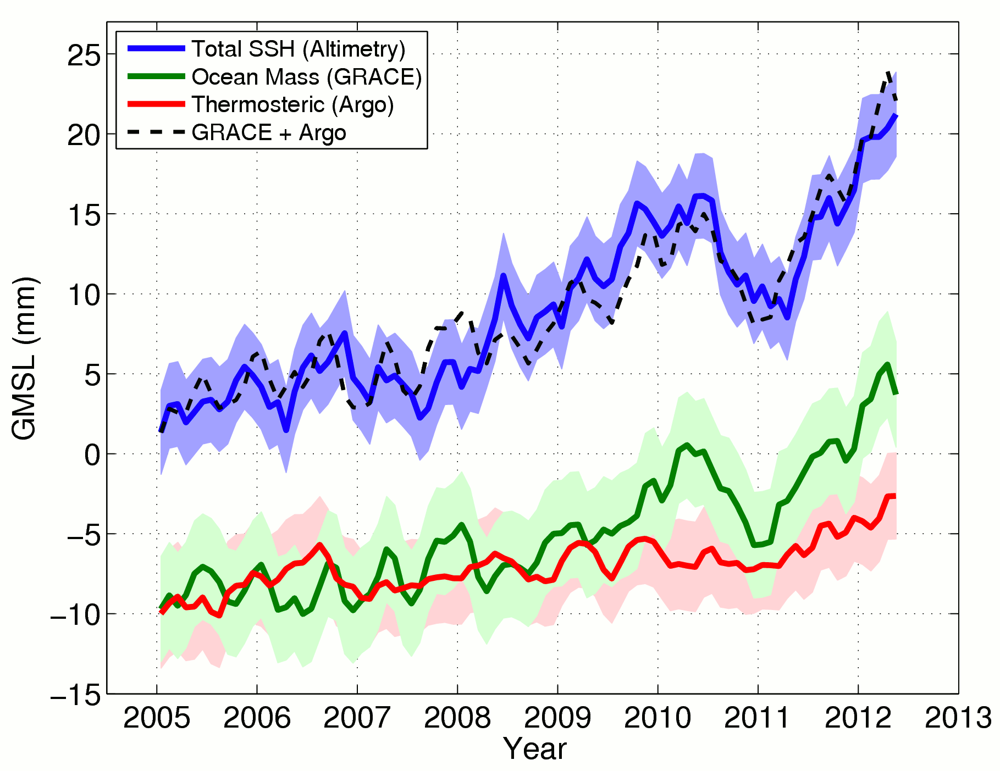 Total SSH (Altimetry)
Ocean Mass (GRACE)
Thermosteric (Argo)
GRACE + Argo
25
20
15
10
5
0
−5
−10
−15
GMSL (mm)
2005 2006 2007 2008 2009 2010 2011 2012 2013
Year